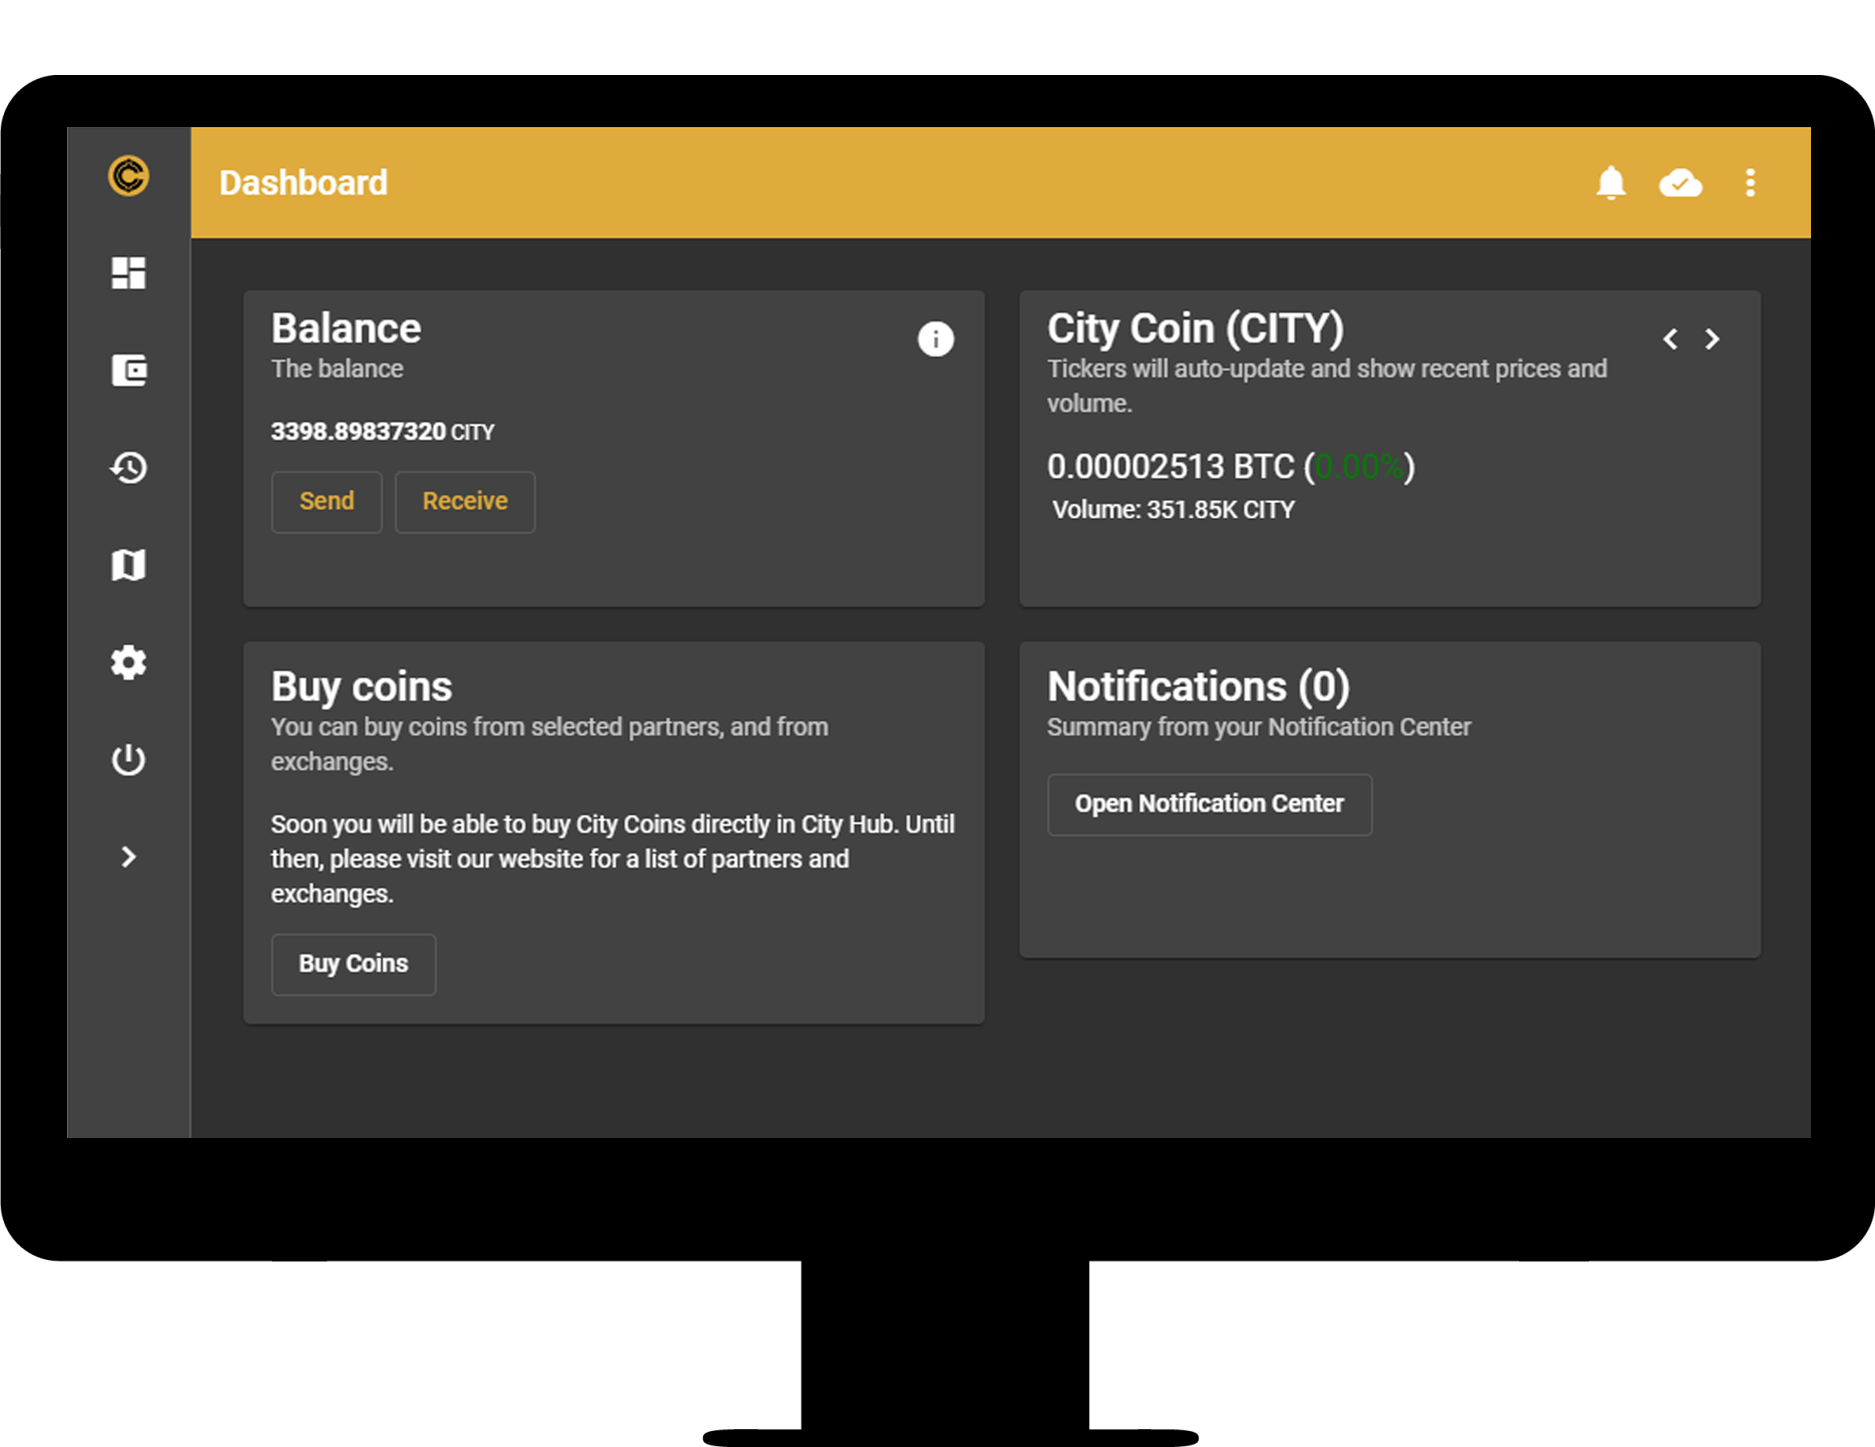 Dashboard
Balance
The balance
3398.89837320 CITY
Send
Receive
City Coin (CITY)
Tickers will auto-update and show recent prices and
volume.
0.00002513 BTC (0.00%)
Volume: 351.85K CITY
Buy coins
You can buy coins from selected partners, and from
exchanges.
Soon you will be able to buy City Coins directly in City Hub. Until
then, please visit our website for a list of partners and
exchanges.
Buy Coins
Notifications (0)
Summary from your Notification Center
Open Notification Center